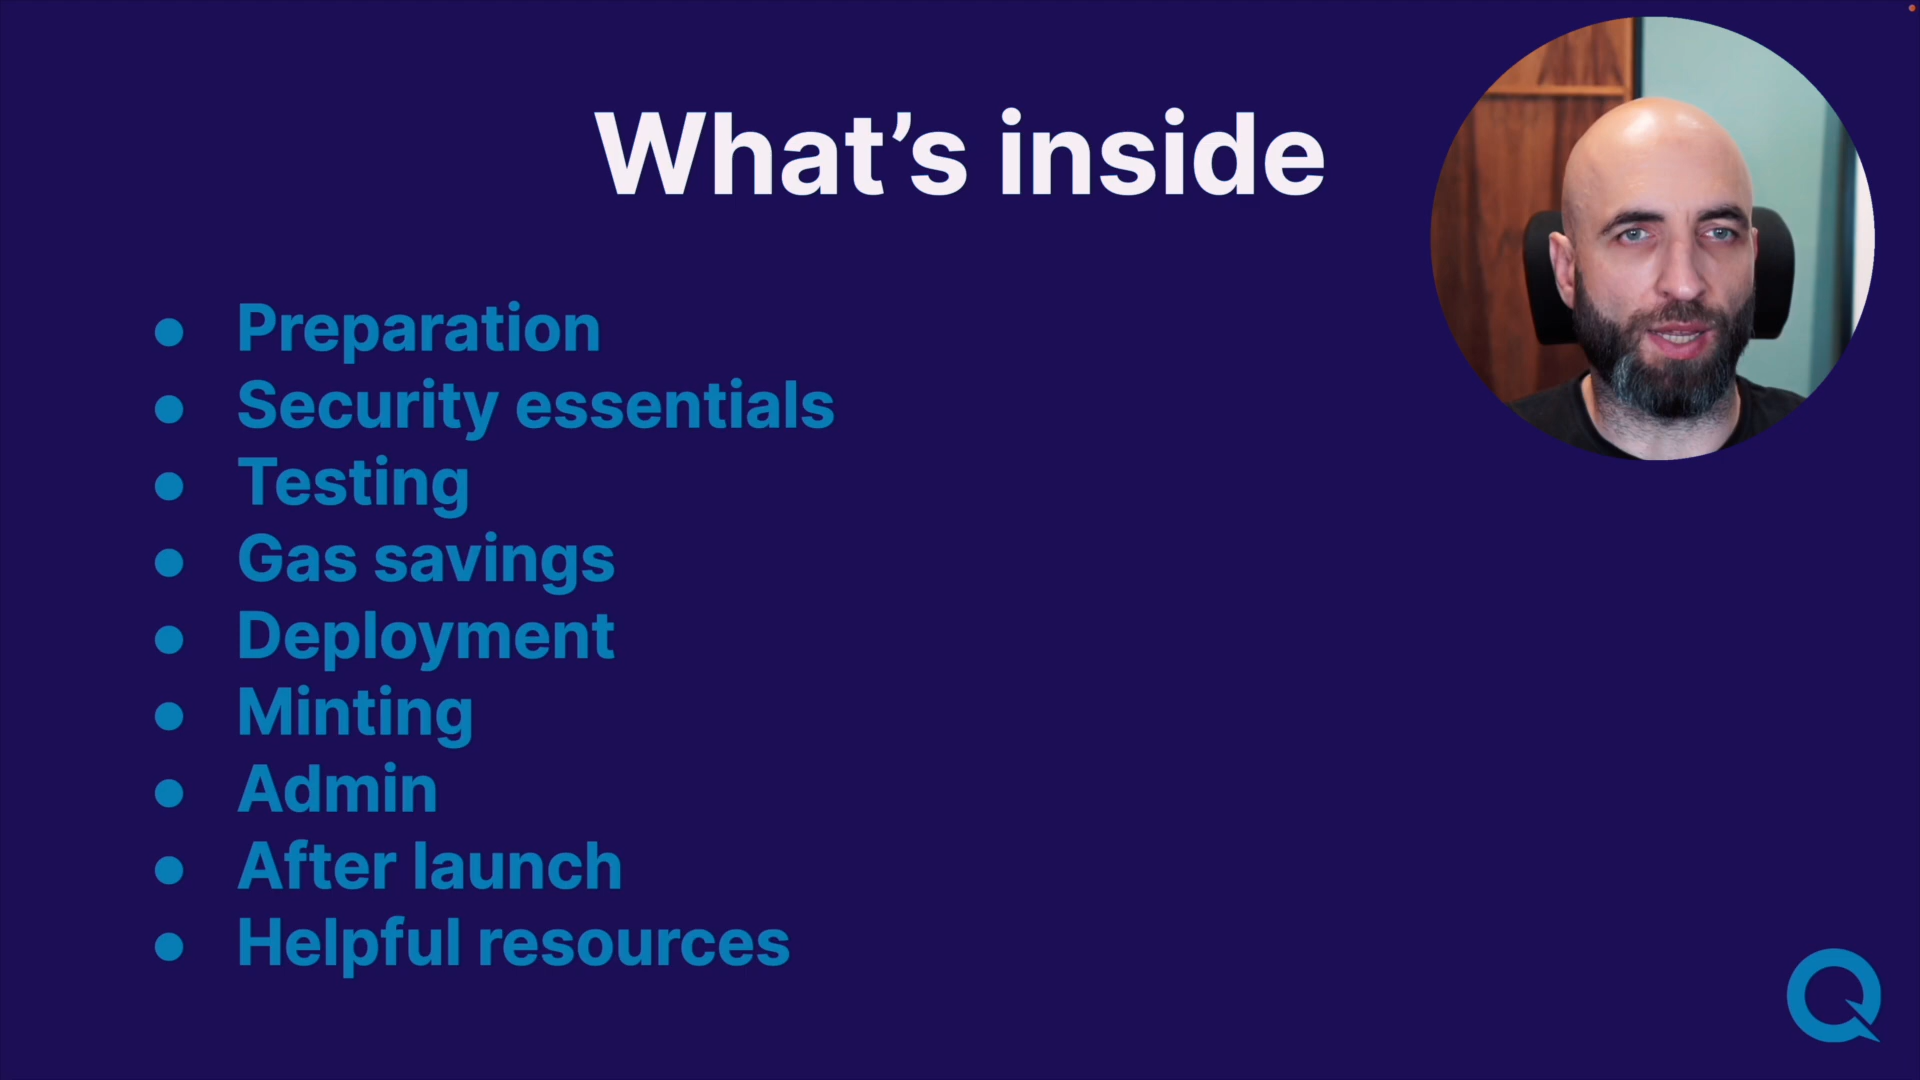 What’s inside
● Preparation
● Security essentials
● Testing
● Gas savings
● Deployment
● Minting
● Admin
● After launch
● Helpful resources